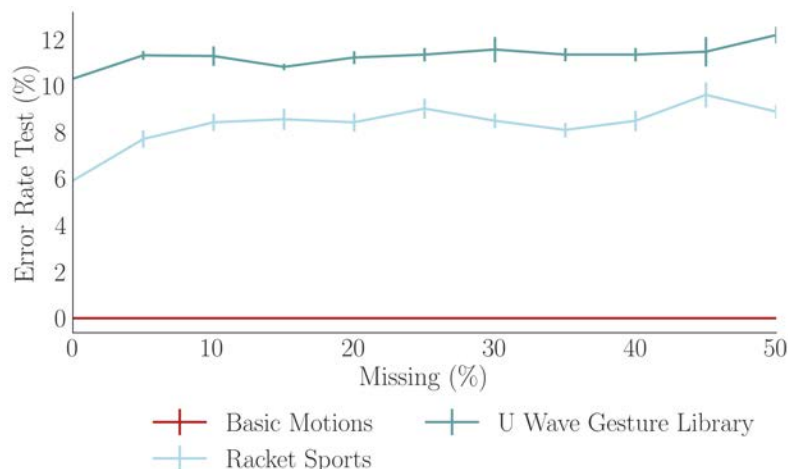 Error Rate Test (%)
12
10
8
6
4
2
0
0 10 20 30 40 50
Missing (%)
Basic Motions
U Wave Gesture Library
Racket Sports